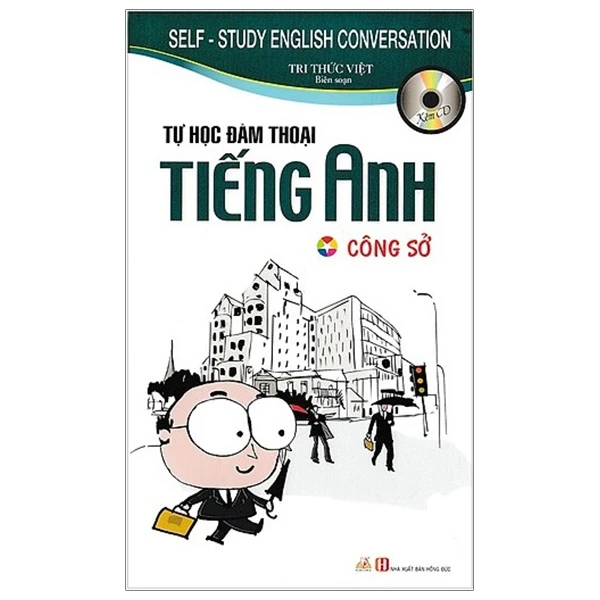 SELF - STUDY ENGLISH CONVERSATION
TRI THỨC VIỆT
Biên soạn
Kèm CD
TỰ HỌC ĐÀM THOẠI
TIẾNG ANH
CÔNG SỞ
NHÀ XUẤT BẢN HỒNG ĐỨC